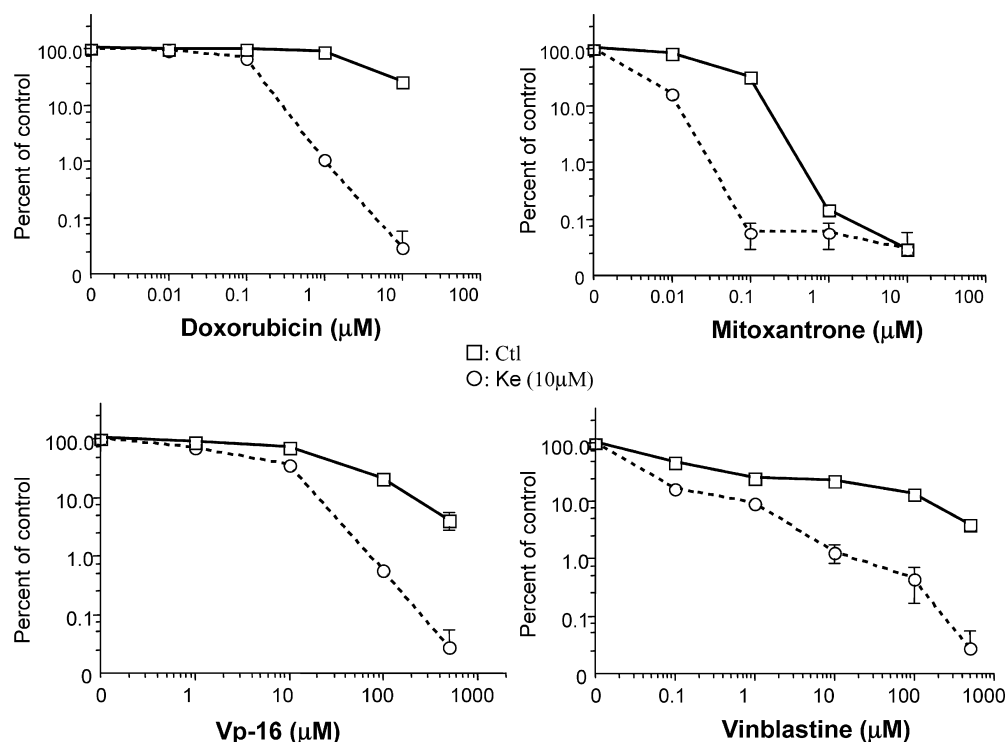 Percent of control
100.0
10.0
1.0
0.1
0
0 0.01 0.1 1 10 100
Doxorubicin (μM)
Percent of control
100.0
10.0
1.0
0.1
0
0 0.01 0.1 1 10 100
Mitoxantrone (μM)
: Ctl
: Ke (10μM)
Percent of control
100.0
10.0
1.0
0.1
0
0 1 10 100 1000
Vp-16 (μM)
Percent of control
100.0
10.0
1.0
0.1
0
0 0.1 1 10 100 1000
Vinblastine (μM)